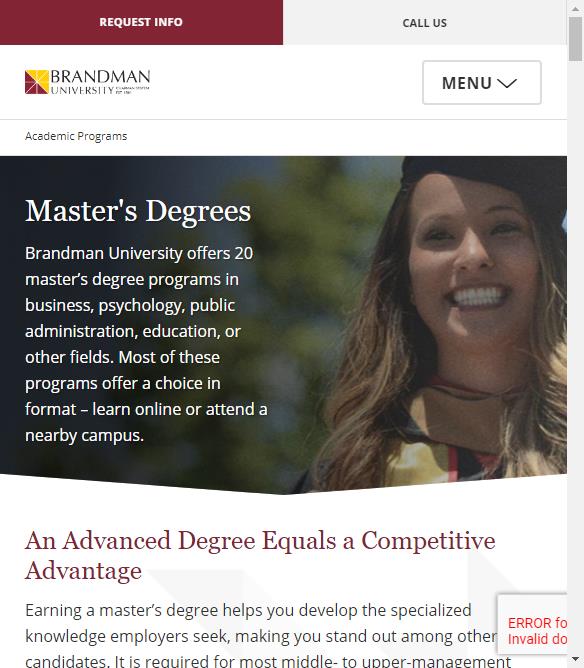 REQUEST INFO
CALL US
BRANDMAN
UNIVERSITY
MENU
Academic Programs
Master's Degrees
Brandman University offers 20
master’s degree programs in
business, psychology, public
administration, education, or
other fields. Most of these
programs offer a choice in
format – learn online or attend a
nearby campus.
An Advanced Degree Equals a Competitive
Advantage
Earning a master’s degree helps you develop the specialized
knowledge employers seek, making you stand out among other
candidates. It is required for most middle- to upper-management
ERROR fo
Invalid do